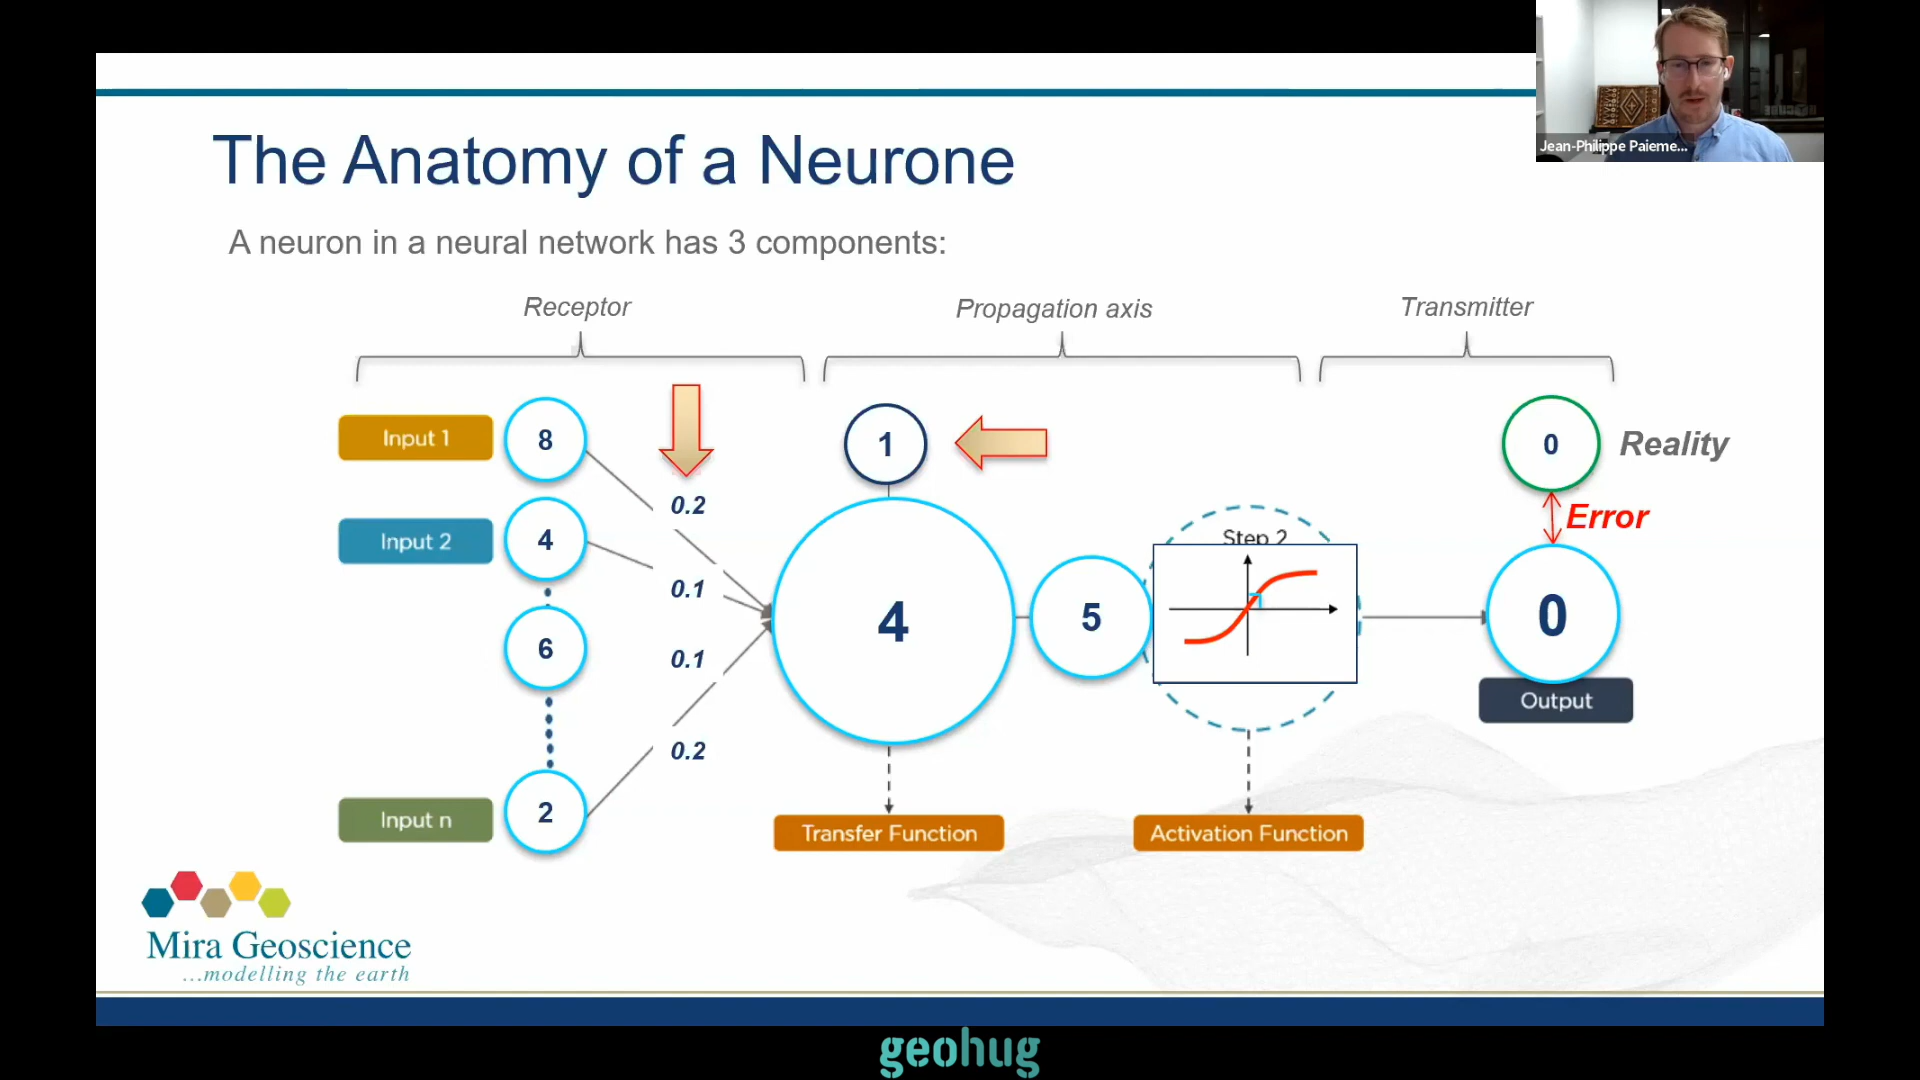 Jean-Philippe Paieme...
The Anatomy of a Neurone
A neuron in a neural network has 3 components:
Receptor
Propagation axis
Transmitter
Input 1
8
0.2
1
0
Reality
Error
Input 2
4
0.1
Step 2
6
0.1
4
5
0
Output
0.2
Input n
2
Transfer Function
Activation Function
Mira Geoscience
...modelling the earth
geohug